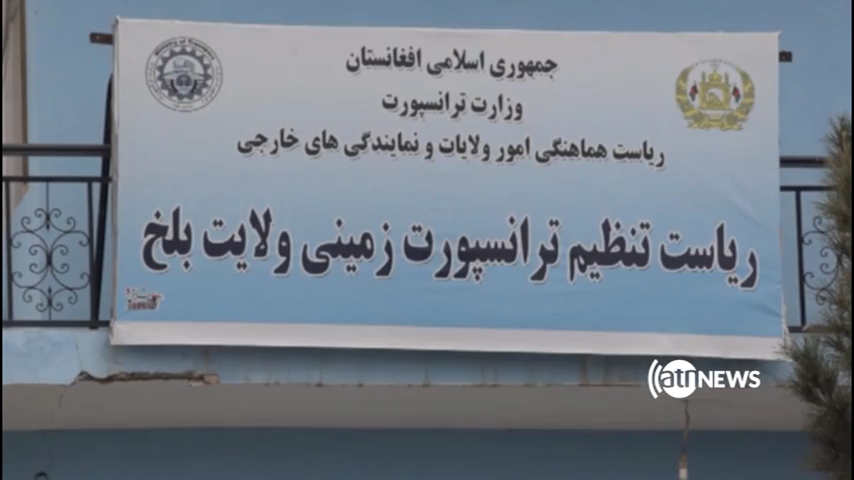 جمهوری اسلامی افغانستان
وزارت ترانسپورت
ریاست هماهنگی امور ولایات و نمایندگی های خارجی
ریاست تنظیم ترانسپورت زمینی ولایت بلخ
atn NEWS